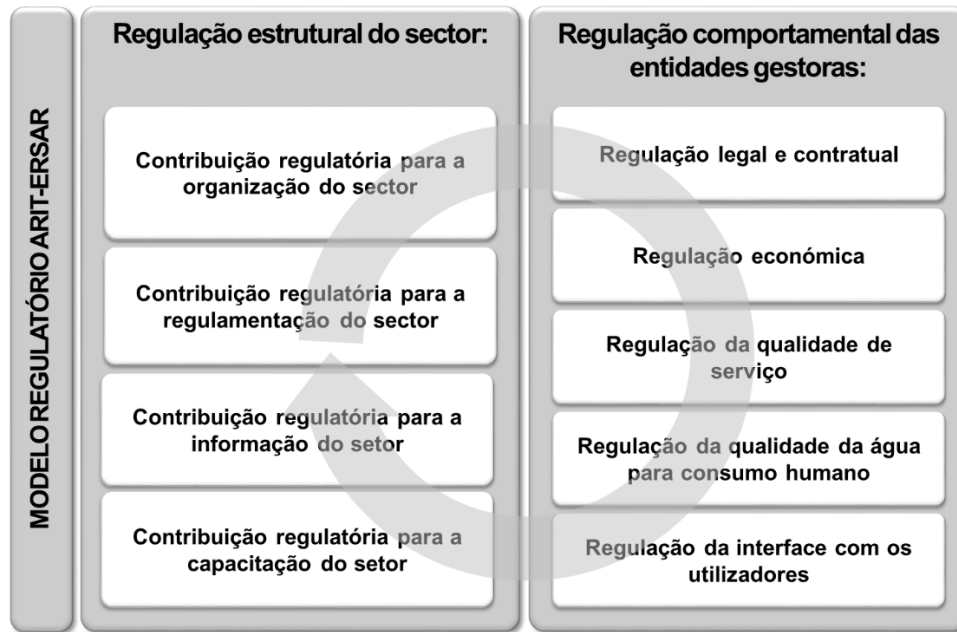 MODELO REGULATÓRIO ARIT-ERSAR
Regulação estrutural do sector:
Contribuição regulatória para a
organização do sector
Contribuição regulatória para a
regulamentação do sector
Contribuição regulatória para a
informação do setor
Contribuição regulatória para a
capacitação do setor
Regulação comportamental das
entidades gestoras:
Regulação legal e contratual
Regulação económica
Regulação da qualidade de
serviço
Regulação da qualidade da água
para consumo humano
Regulação da interface com os
utilizadores